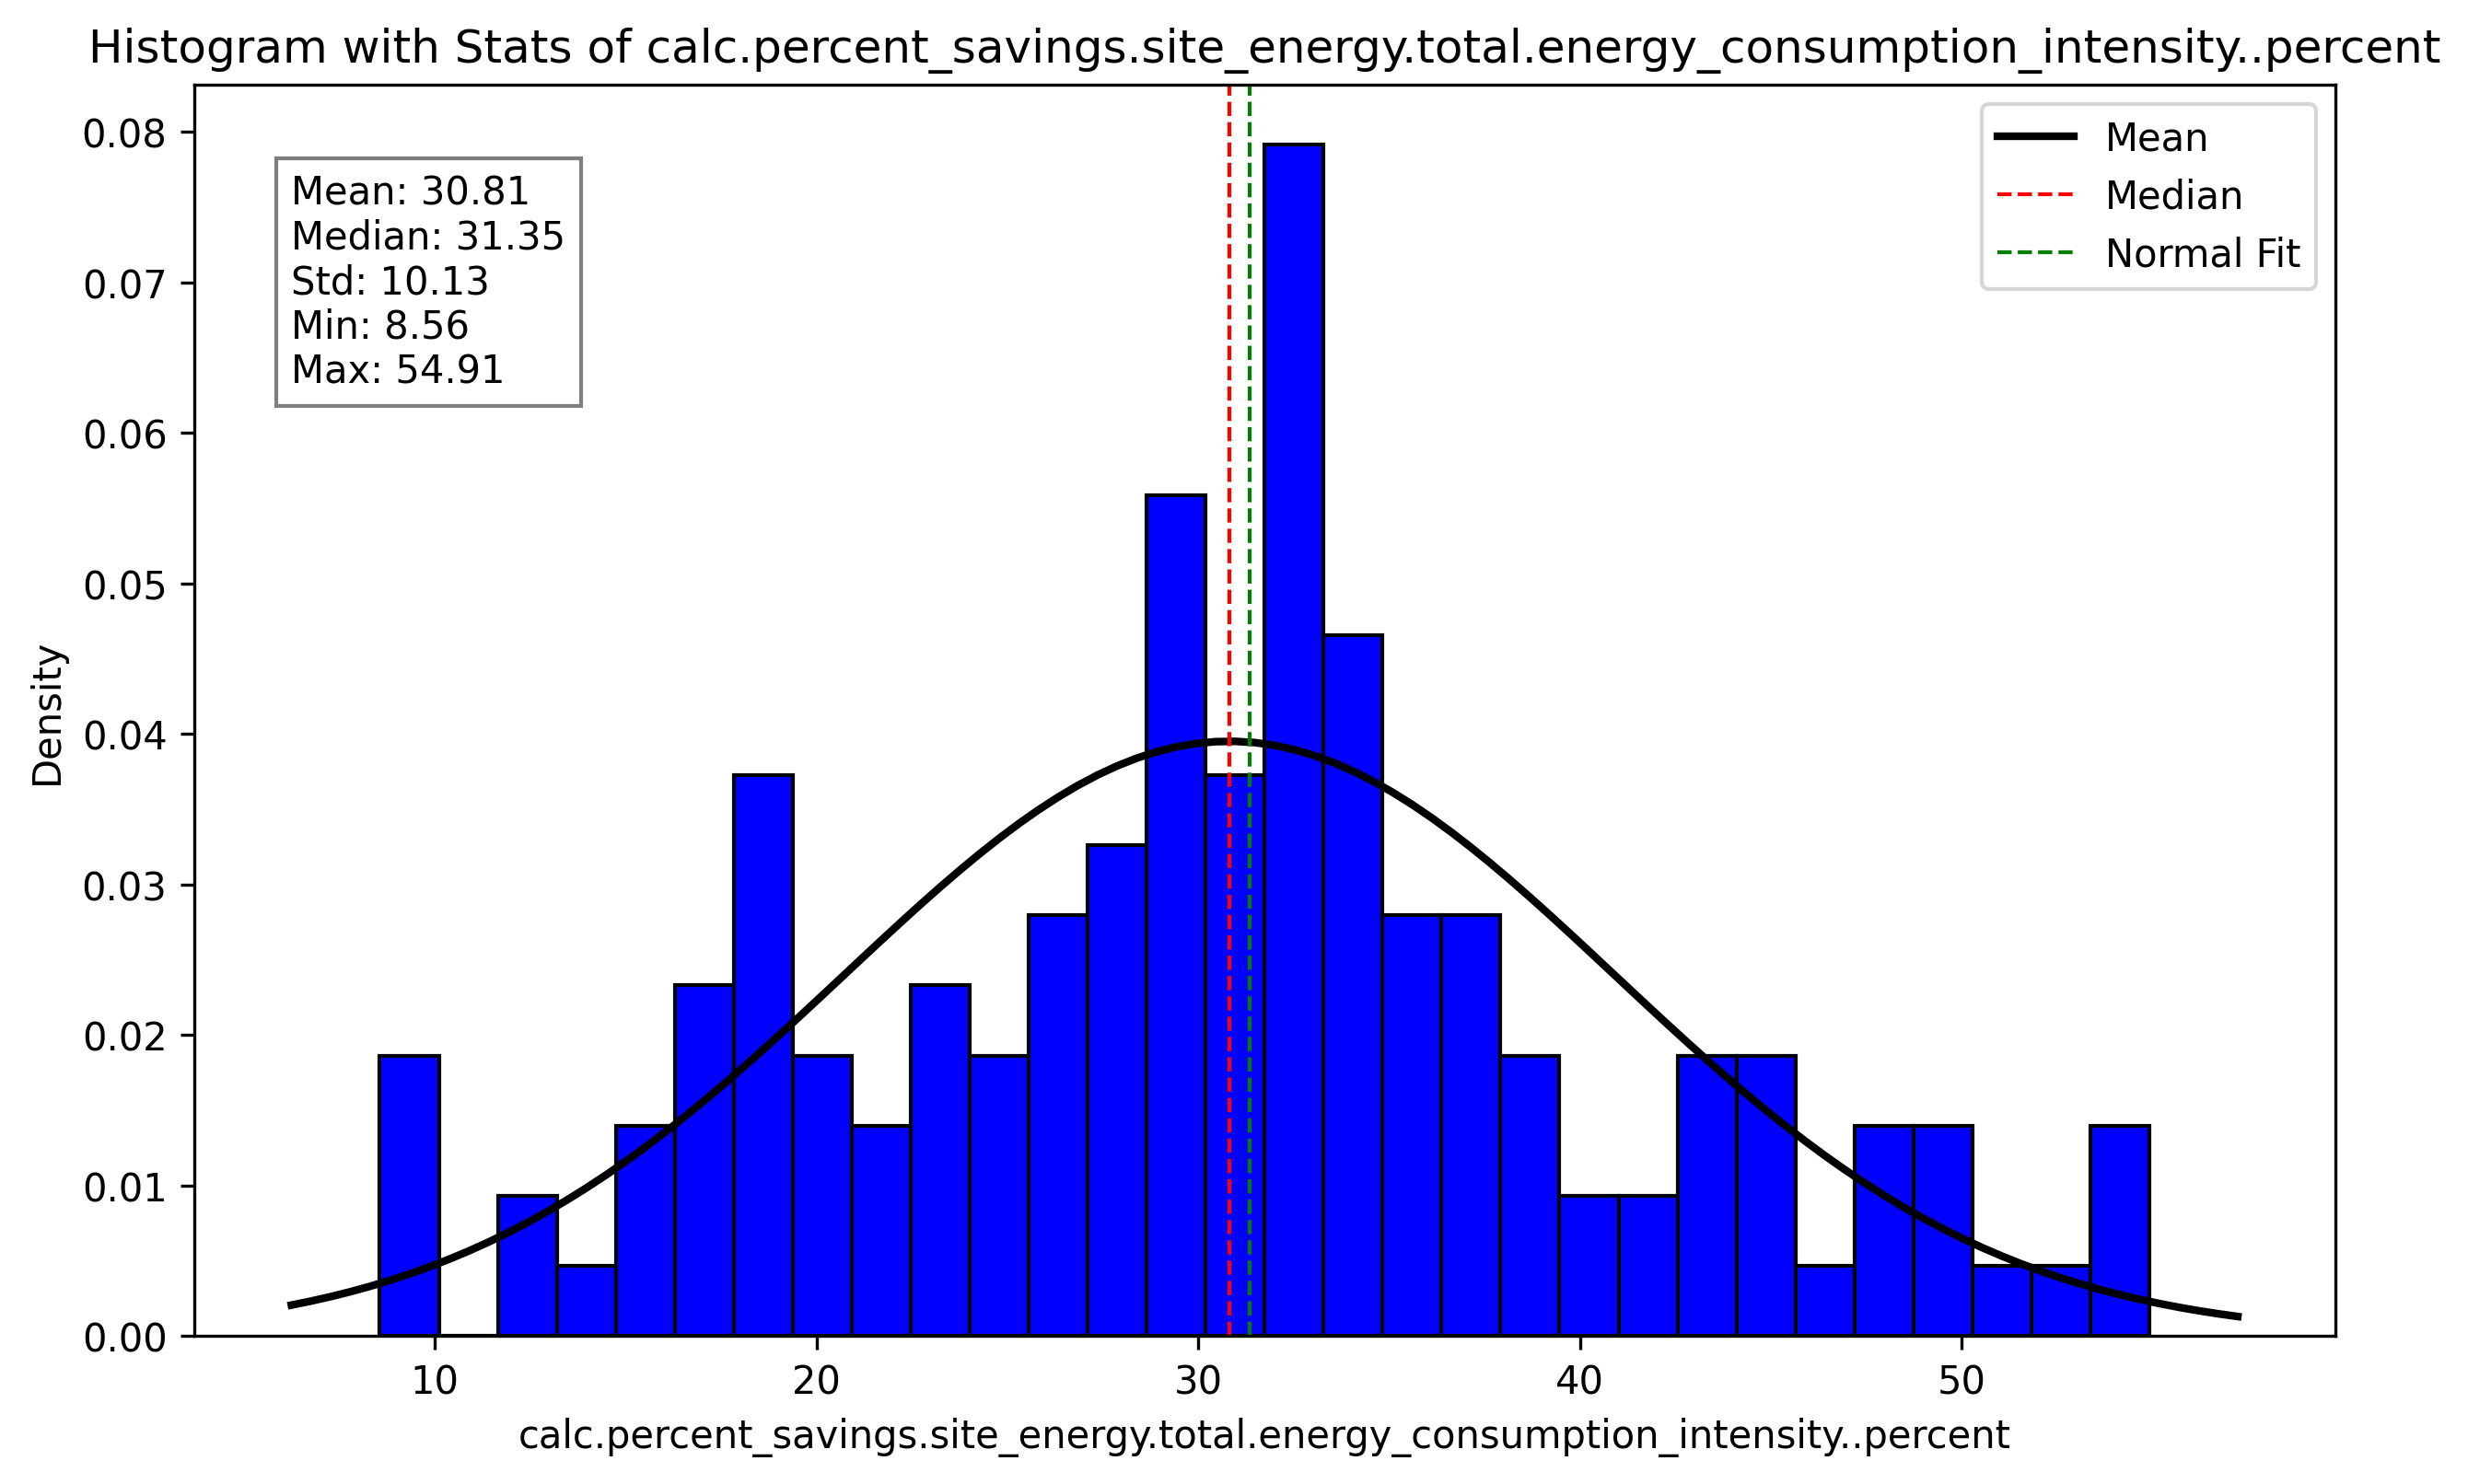 Histogram with Stats of calc.percent_savings.site_energy.total.energy_consumption_intensity..percent
Mean: 30.81
Median: 31.35
Std: 10.13
Min: 8.56
Max: 54.91
Mean
Median
Normal Fit
Density
0.08
0.07
0.06
0.05
0.04
0.03
0.02
0.01
0.00
10
20
30
40
50
calc.percent_savings.site_energy.total.energy_consumption_intensity..percent